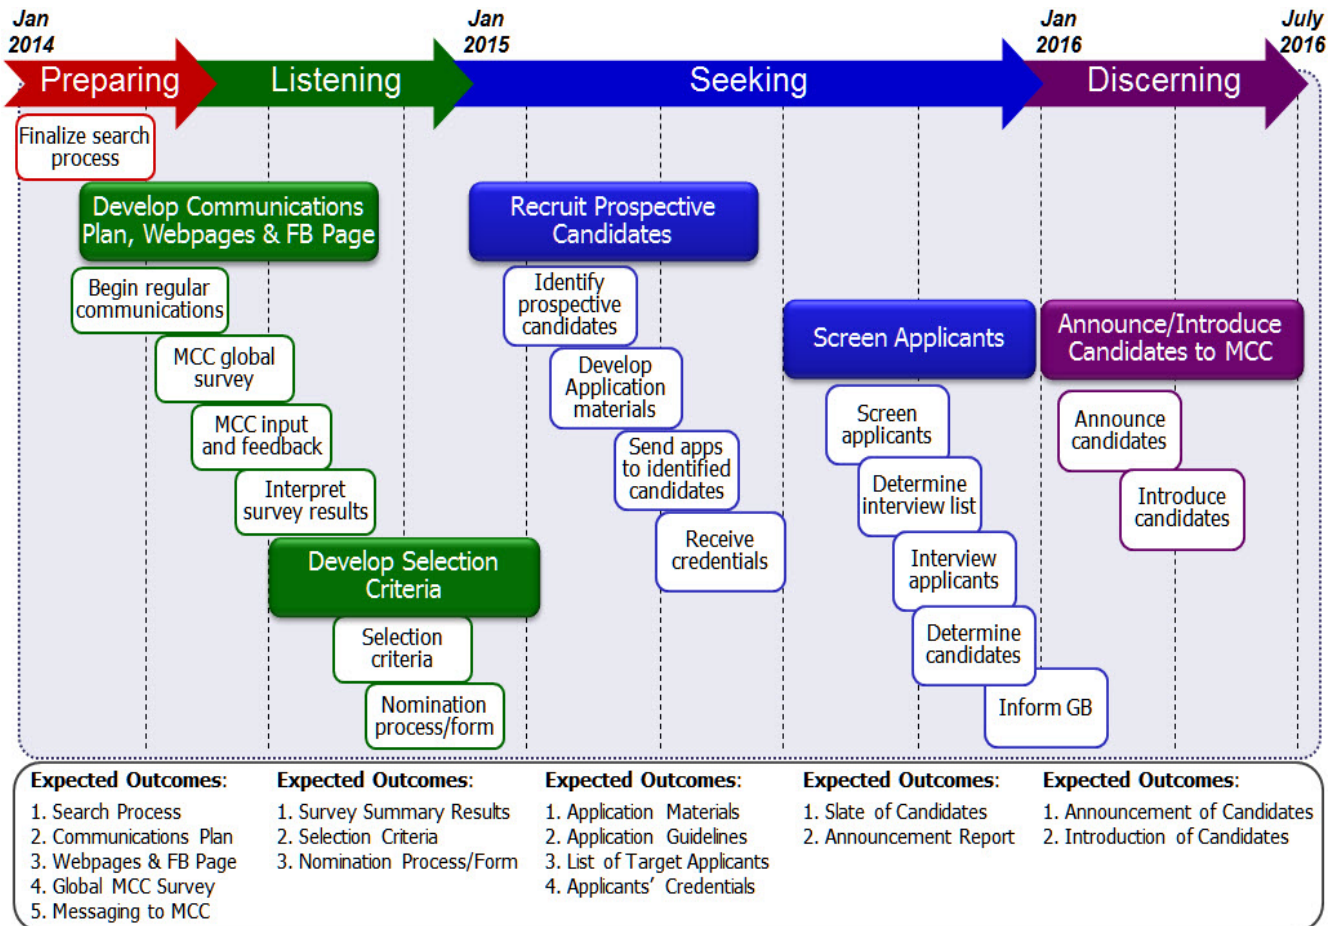 Jan
2014
Jan
2015
Jan
2016
July
2016
Preparing
Listening
Seeking
Discerning
Finalize search
process
Develop Communications
Plan, Webpages & FB Page
Begin regular
communications
MCC global
survey
MCC input
and feedback
Interpret
survey results
Develop Selection
Criteria
Selection
criteria
Nomination
process/form
Recruit Prospective
Candidates
Identify
prospective
candidates
Develop
Application
materials
Send apps
to identified
candidates
Receive
credentials
Screen Applicants
Screen
applicants
Determine
interview list
Interview
applicants
Determine
candidates
Inform GB
Announce/Introduce
Candidates to MCC
Announce
candidates
Introduce
candidates
Expected Outcomes:
1. Search Process
2. Communications Plan
3. Webpages & FB Page
4. Global MCC Survey
5. Messaging to MCC
Expected Outcomes:
1. Survey Summary Results
2. Selection Criteria
3. Nomination Process/Form
Expected Outcomes:
1. Application Materials
2. Application Guidelines
3. List of Target Applicants
4. Applicants’ Credentials
Expected Outcomes:
1. Slate of Candidates
2. Announcement Report
Expected Outcomes:
1. Announcement of Candidates
2. Introduction of Candidates